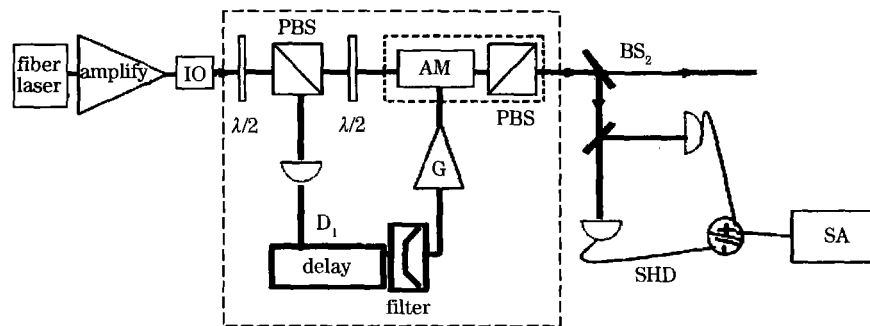 fiber
laser
amplify
IO
λ/2
PBS
λ/2
AM
PBS
G
D₁
delay
filter
BS₂
SHD
SA